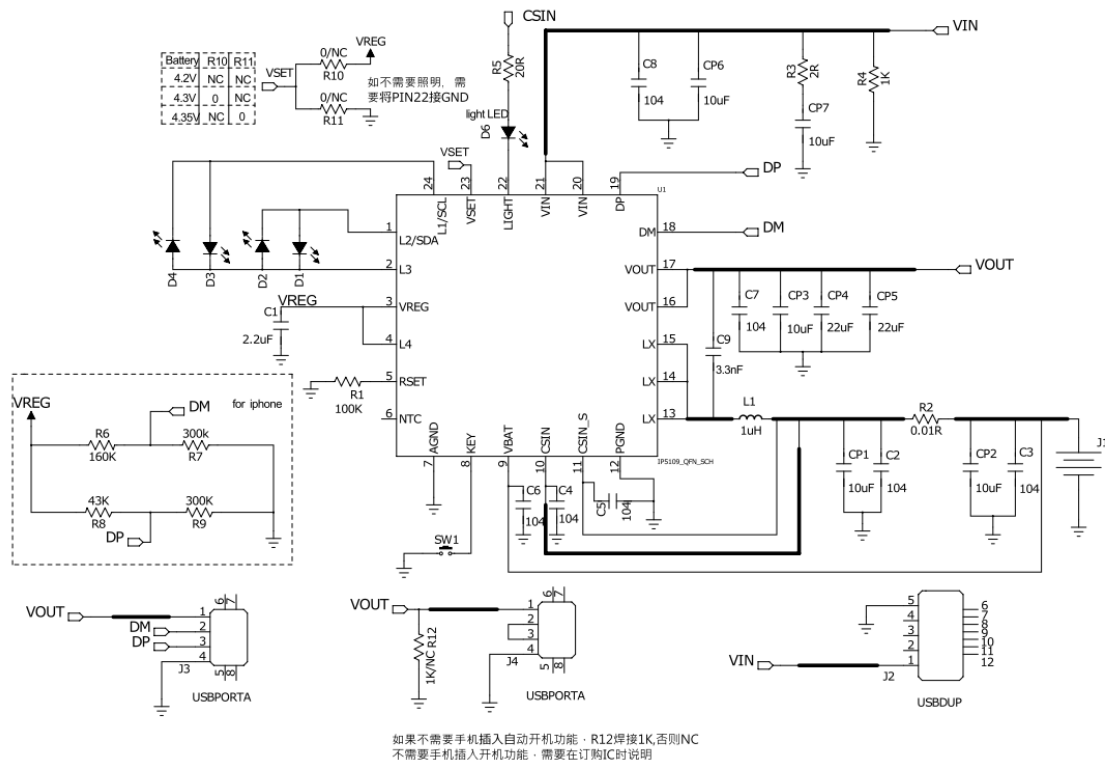 CSIN
VIN
Battery R10 R11
4.2V NC NC
4.3V 0 NC
4.35V NC 0
VSET
0/NC
R10
VREG
0/NC
R11
如不需要照明，需
要将PIN22接GND
R5
20R
light LED
D6
C8
104
CP6
10uF
R3
2R
CP7
10uF
R4
1K
VSET
24
23
22
21
20
19
U1
L1/SCL
VSET
LIGHT
VIN
VIN
DP
DP
D4
D3
D2
D1
1 L2/SDA
2 L3
3 VREG
4 L4
5 RSET
6 NTC
DM 18 DM
VOUT 17 VOUT
VOUT 16
LX 15
LX 14
LX 13
VREG
C1
2.2uF
R1
100K
C7
104
CP3
10uF
CP4
22uF
CP5
22uF
C9
3.3nF
L1
1uH
R2
0.01R
J1
CP1
10uF
C2
104
CP2
10uF
C3
104
AGND
KEY
VBAT
CSIN
CSIN_S
PGND
IP5109_QFN_SCH
7
8
9
10
11
12
C6
104
C4
104
C5
104
SW1
VREG
DM
for iphone
R6
160K
300k
R7
43K
R8
300K
R9
DP
VOUT
DM
DP
1
2
3
4
6
7
5
8
J3
USBPORTA
VOUT
1K/NC R12
1
2
3
4
6
7
5
8
J4
USBPORTA
VIN
5
4
3
2
1
6
7
8
9
10
11
12
J2
USBDUP
如果不需要手机插入自动开机功能，R12焊接1K,否则NC
不需要手机插入开机功能，需要在订购IC时说明